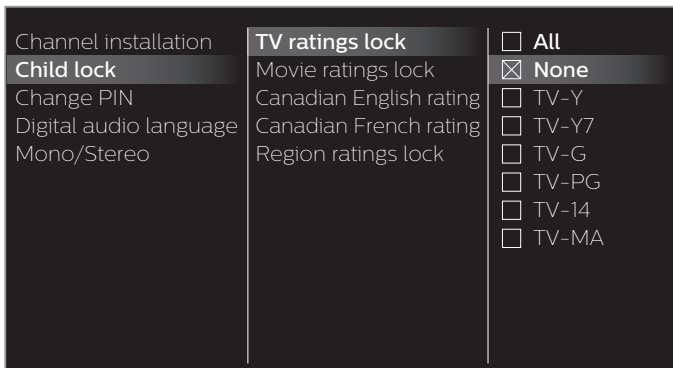 Channel installation
Child lock
Change PIN
Digital audio language
Mono/Stereo
TV ratings lock
Movie ratings lock
Canadian English rating
Canadian French rating
Region ratings lock
All
None
TV-Y
TV-Y7
TV-G
TV-PG
TV-14
TV-MA